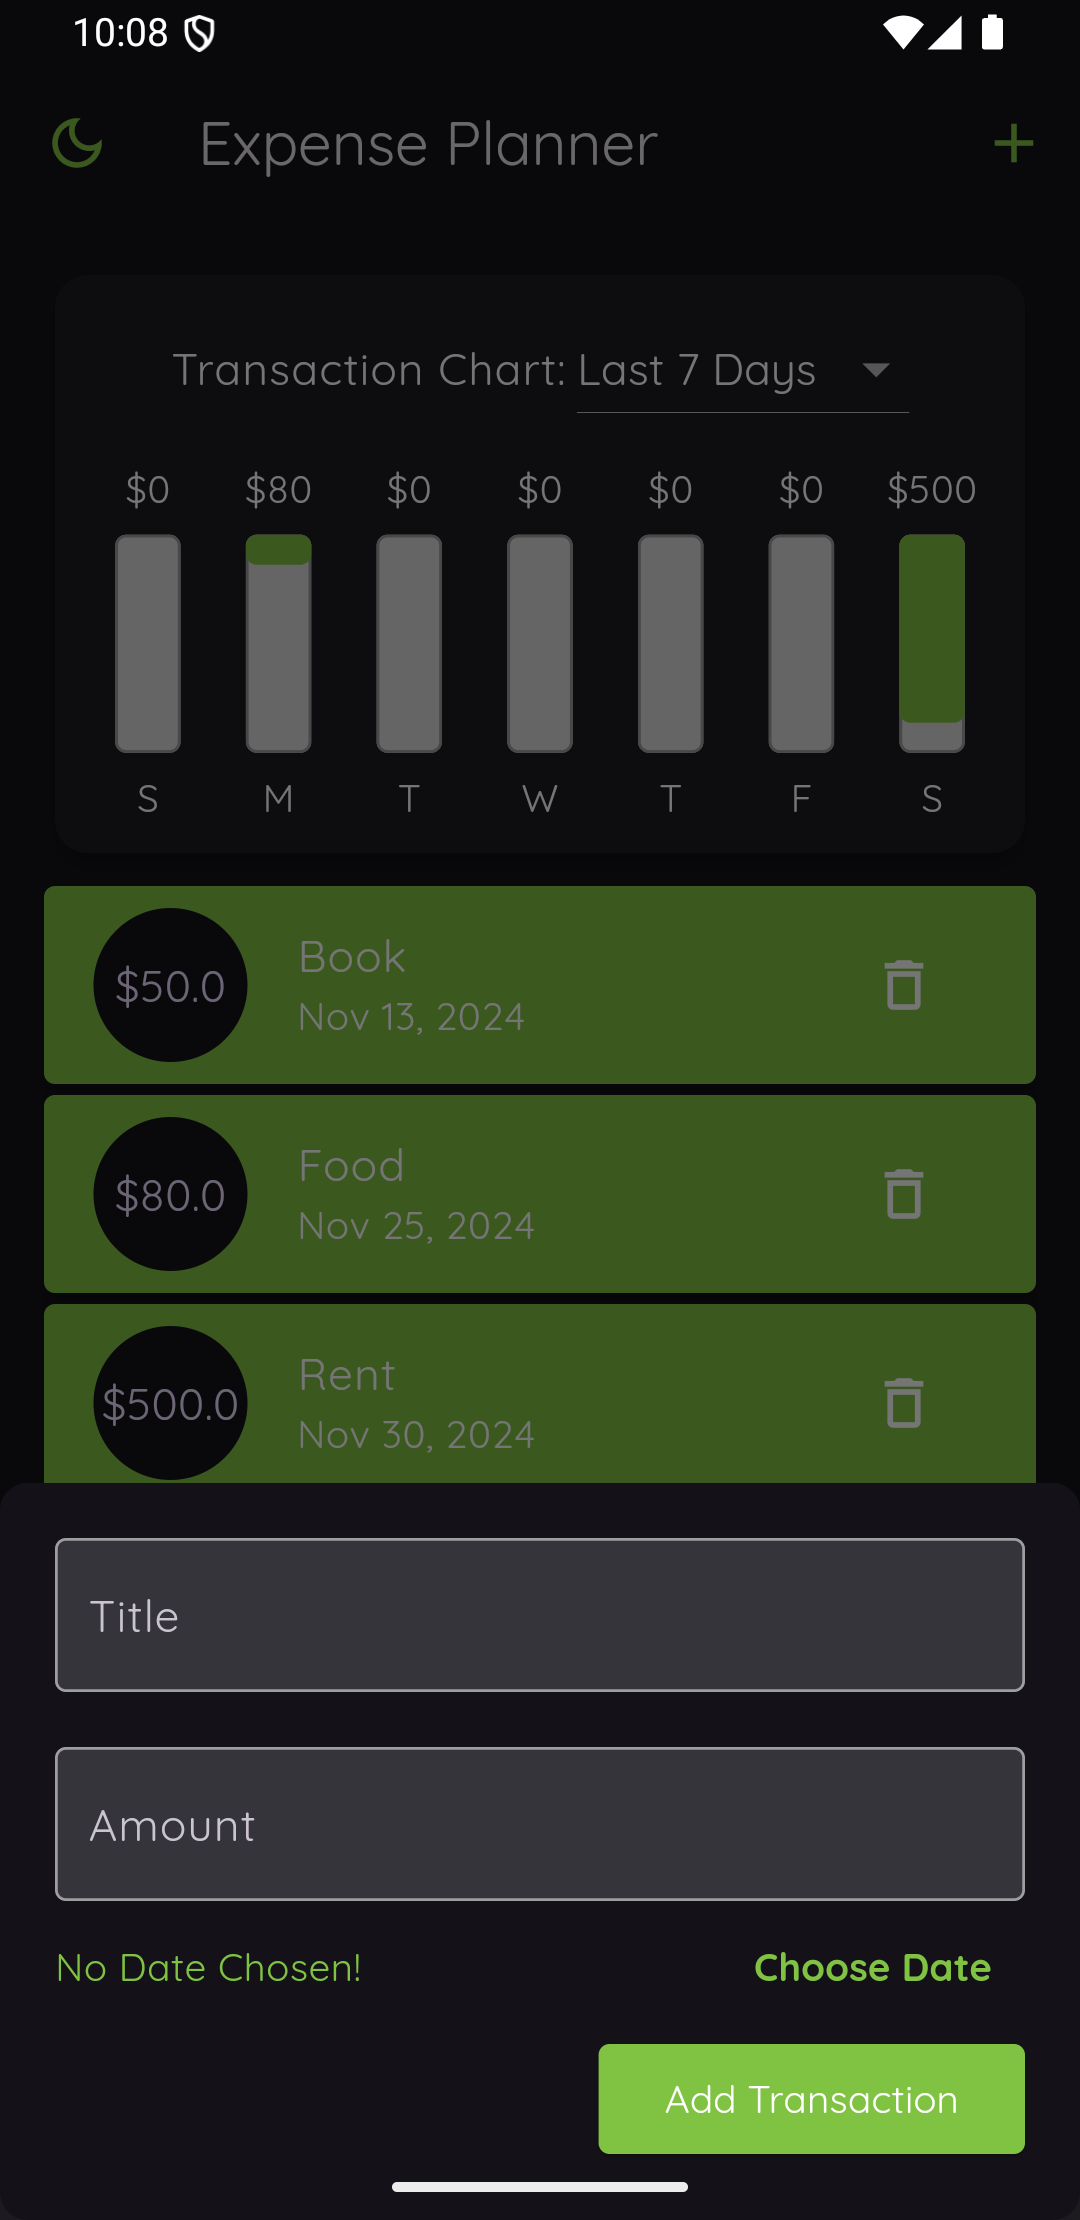 10:08
Expense Planner
Transaction Chart: Last 7 Days
$0 $80 $0 $0 $0 $0 $500
S M T W T F S
$50.0
Book
Nov 13, 2024
$80.0
Food
Nov 25, 2024
$500.0
Rent
Nov 30, 2024
Title
Amount
No Date Chosen! Choose Date
Add Transaction